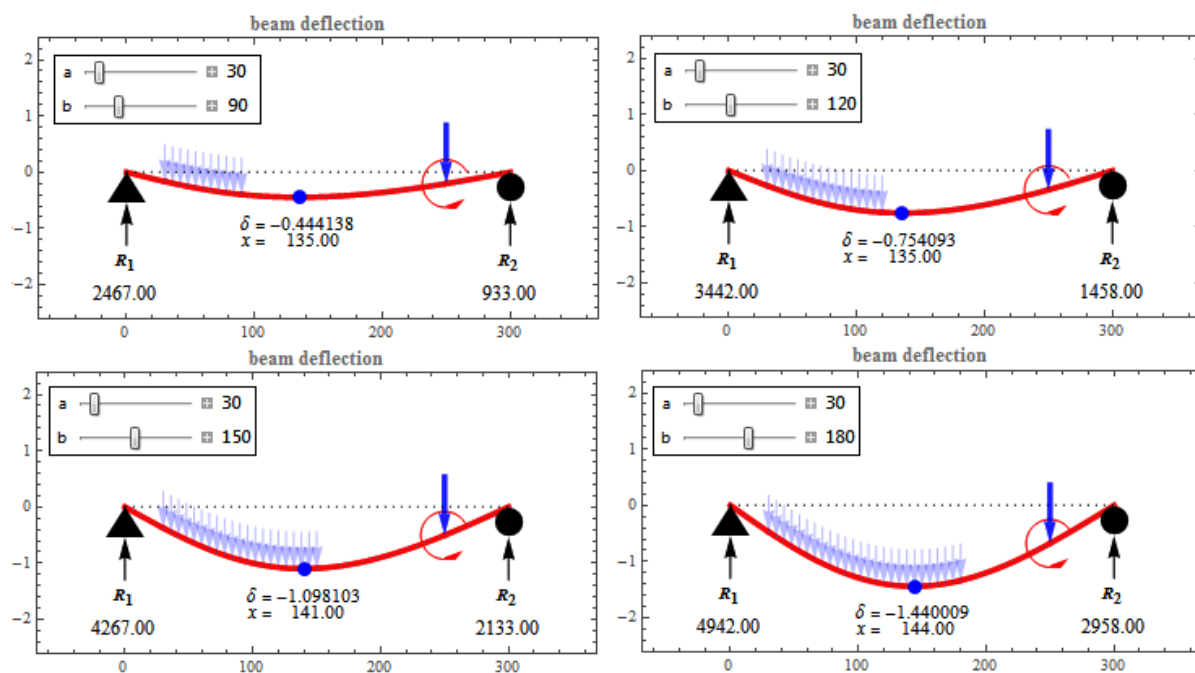 beam deflection
a 30
b 90
2
1
0
−1
−2
δ = −0.444138
x = 135.00
R1
R2
2467.00
933.00
0 100 200 300
beam deflection
a 30
b 120
2
1
0
−1
−2
δ = −0.754093
x = 135.00
R1
R2
3442.00
1458.00
0 100 200 300
beam deflection
a 30
b 150
2
1
0
−1
−2
δ = −1.098103
x = 141.00
R1
R2
4267.00
2133.00
0 100 200 300
beam deflection
a 30
b 180
2
1
0
−1
−2
δ = −1.440009
x = 144.00
R1
R2
4942.00
2958.00
0 100 200 300